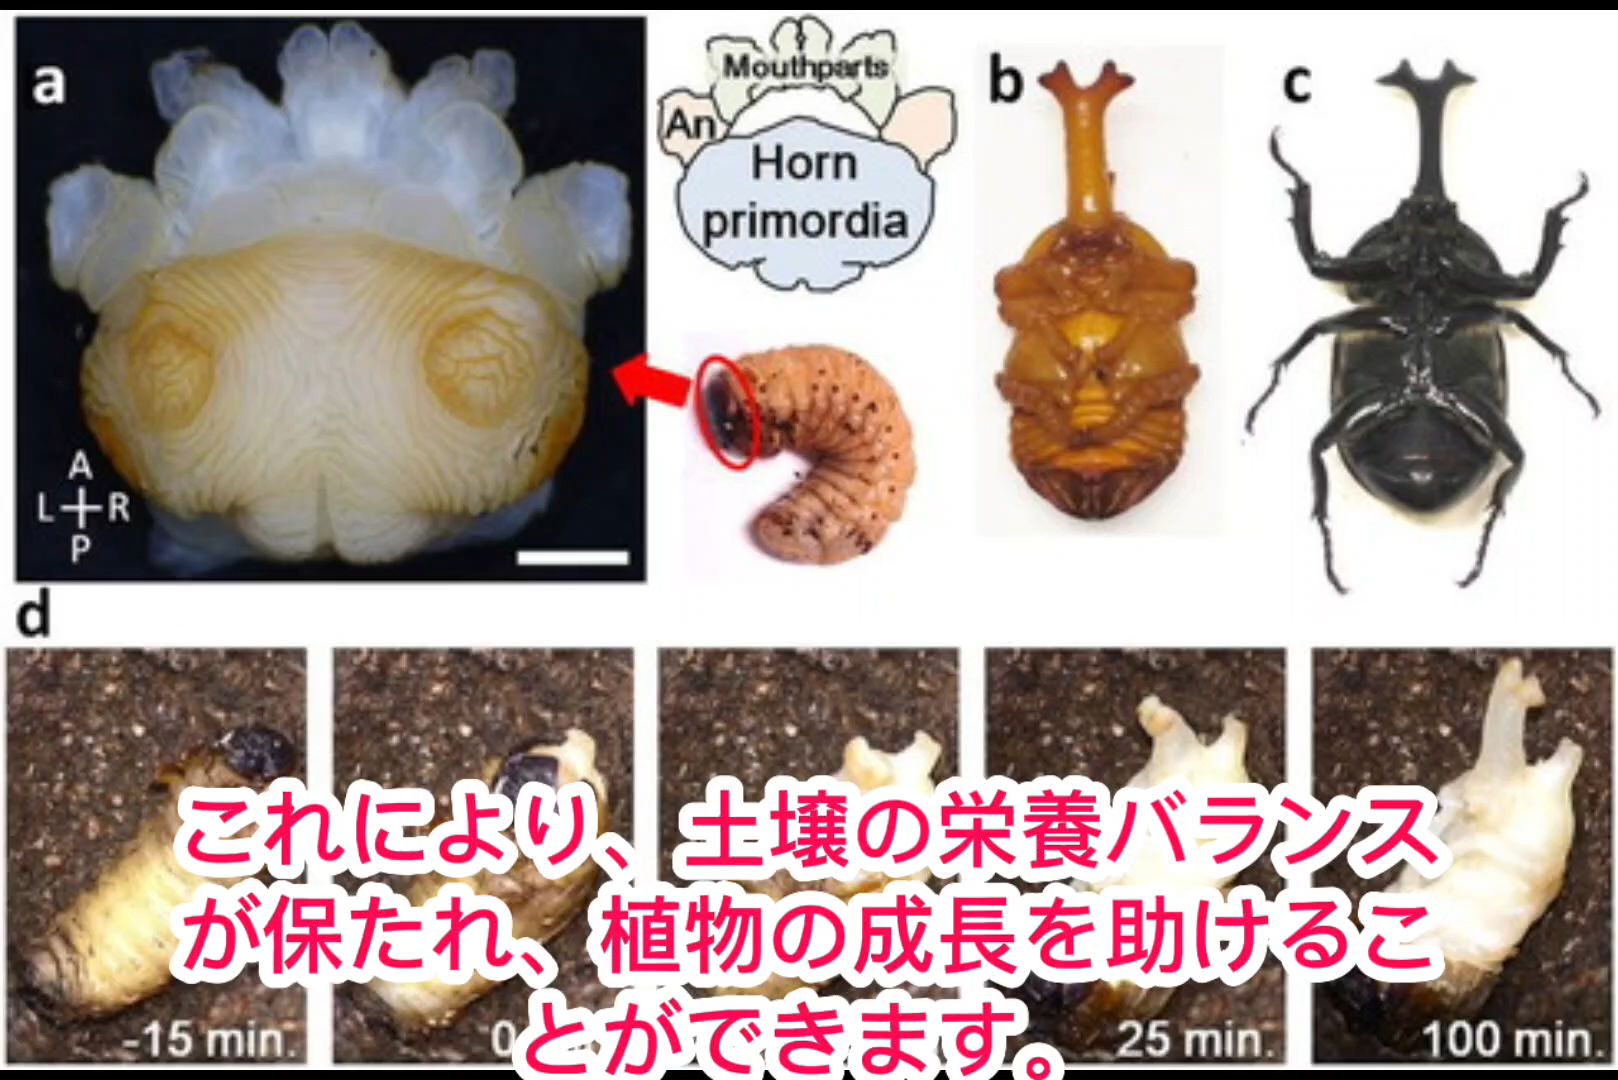 a
Mouthparts
An
Horn
primordia
b
c
A
L R
P
d
-15 min.
0
25 min.
100 min.
これにより、土壌の栄養バランス
が保たれ、植物の成長を助けるこ
とができます。